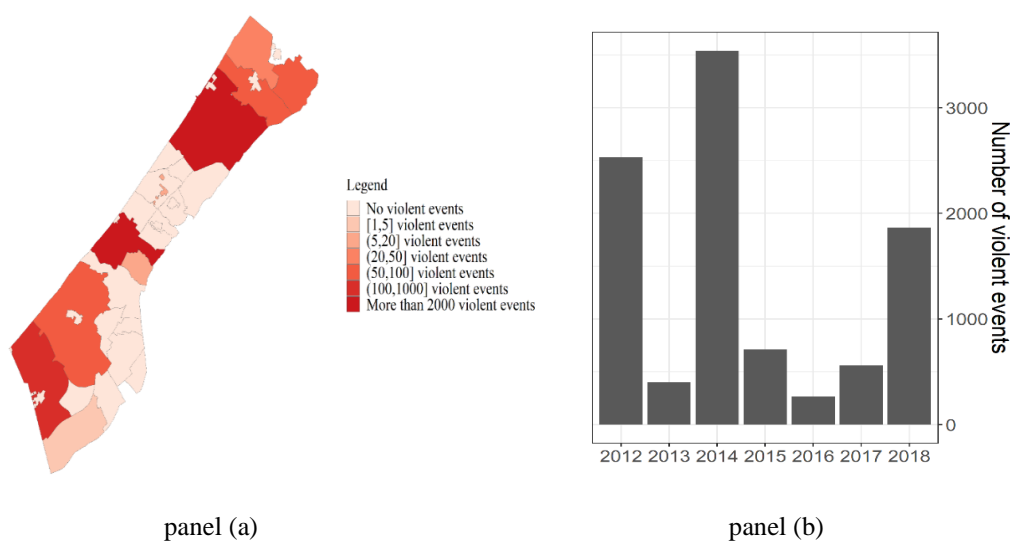 Legend
No violent events
[1,5] violent events
(5,20] violent events
(20,50] violent events
(50,100] violent events
(100,1000] violent events
More than 2000 violent events
3000
2000
1000
0
Number of violent events
2012 2013 2014 2015 2016 2017 2018
panel (a)
panel (b)